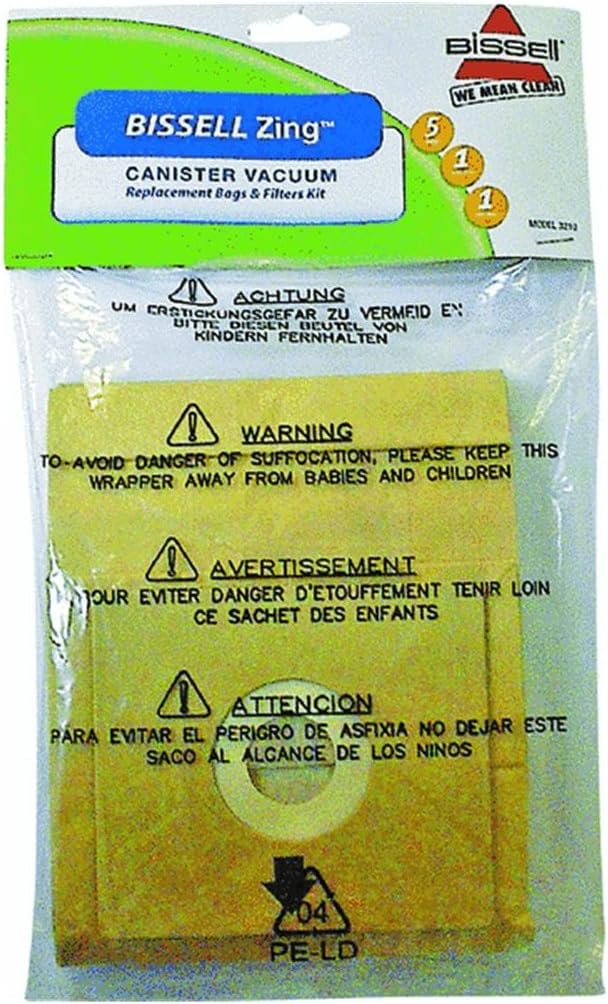 BISSELL
WE MEAN CLEAN
BISSELL Zing™
CANISTER VACUUM
Replacement Bags & Filters Kit
5
1
1
MODEL
ACHTUNG
UM ERSTICKUNGSGEFAR ZU VERMEID EN
BITTE DIESEN BEUTEL VON
KINDERN FERNHALTEN
WARNING
TO AVOID DANGER OF SUFFOCATION, PLEASE KEEP THIS
WRAPPER AWAY FROM BABIES AND CHILDREN
AVERTISSEMENT
POUR EVITER DANGER D'ETOUFFEMENT TENIR LOIN
CE SACHET DES ENFANTS
ATTENCION
PARA EVITAR EL PERIGRO DE ASFIXIA NO DEJAR ESTE
SACO AL ALCANCE DE LOS NINOS
04
PE-LD